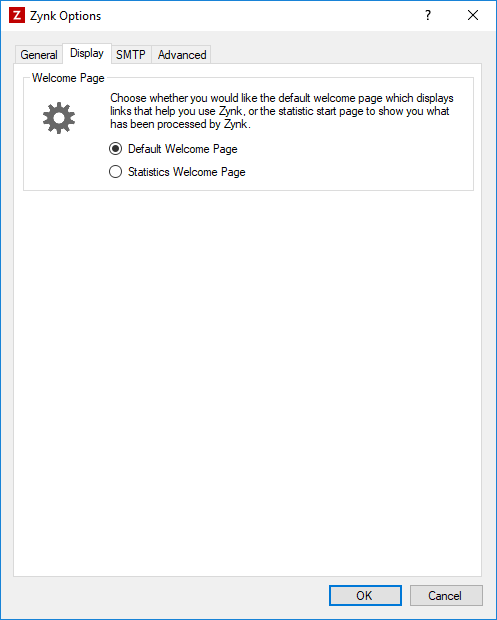 Z Zynk Options ?
General Display SMTP Advanced
Welcome Page
Choose whether you would like the default welcome page which displays
links that help you use Zynk, or the statistic start page to show you what
has been processed by Zynk.
Default Welcome Page
Statistics Welcome Page
OK Cancel